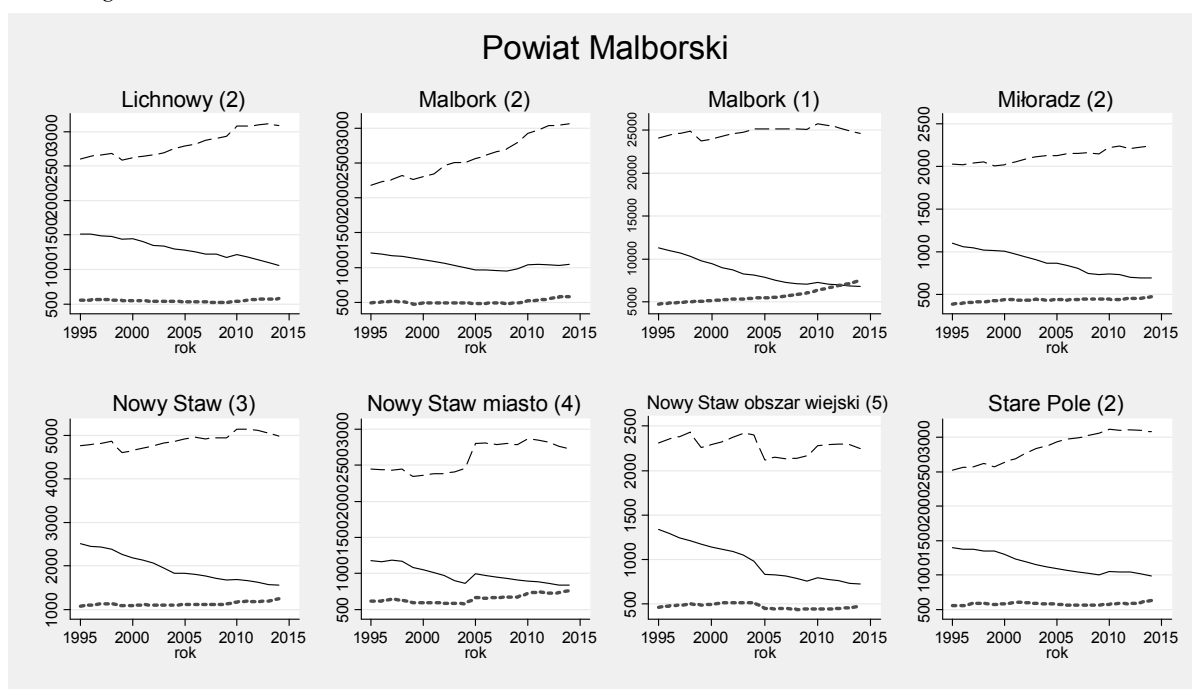 Powiat Malborski
Lichnowy (2)
Malbork (2)
Malbork (1)
Miłoradz (2)
500 1000 1500 2000 2500 3000
1995 2000 2005 2010 2015
rok
500 1000 1500 2000 2500 3000
1995 2000 2005 2010 2015
rok
5000 10000 15000 20000 25000
1995 2000 2005 2010 2015
rok
500 1000 1500 2000 2500
1995 2000 2005 2010 2015
rok
Nowy Staw (3)
Nowy Staw miasto (4)
Nowy Staw obszar wiejski (5)
Stare Pole (2)
1000 2000 3000 4000 5000
1995 2000 2005 2010 2015
rok
500 1000 1500 2000 2500 3000
1995 2000 2005 2010 2015
rok
500 1000 1500 2000 2500
1995 2000 2005 2010 2015
rok
500 1000 1500 2000 2500 3000
1995 2000 2005 2010 2015
rok